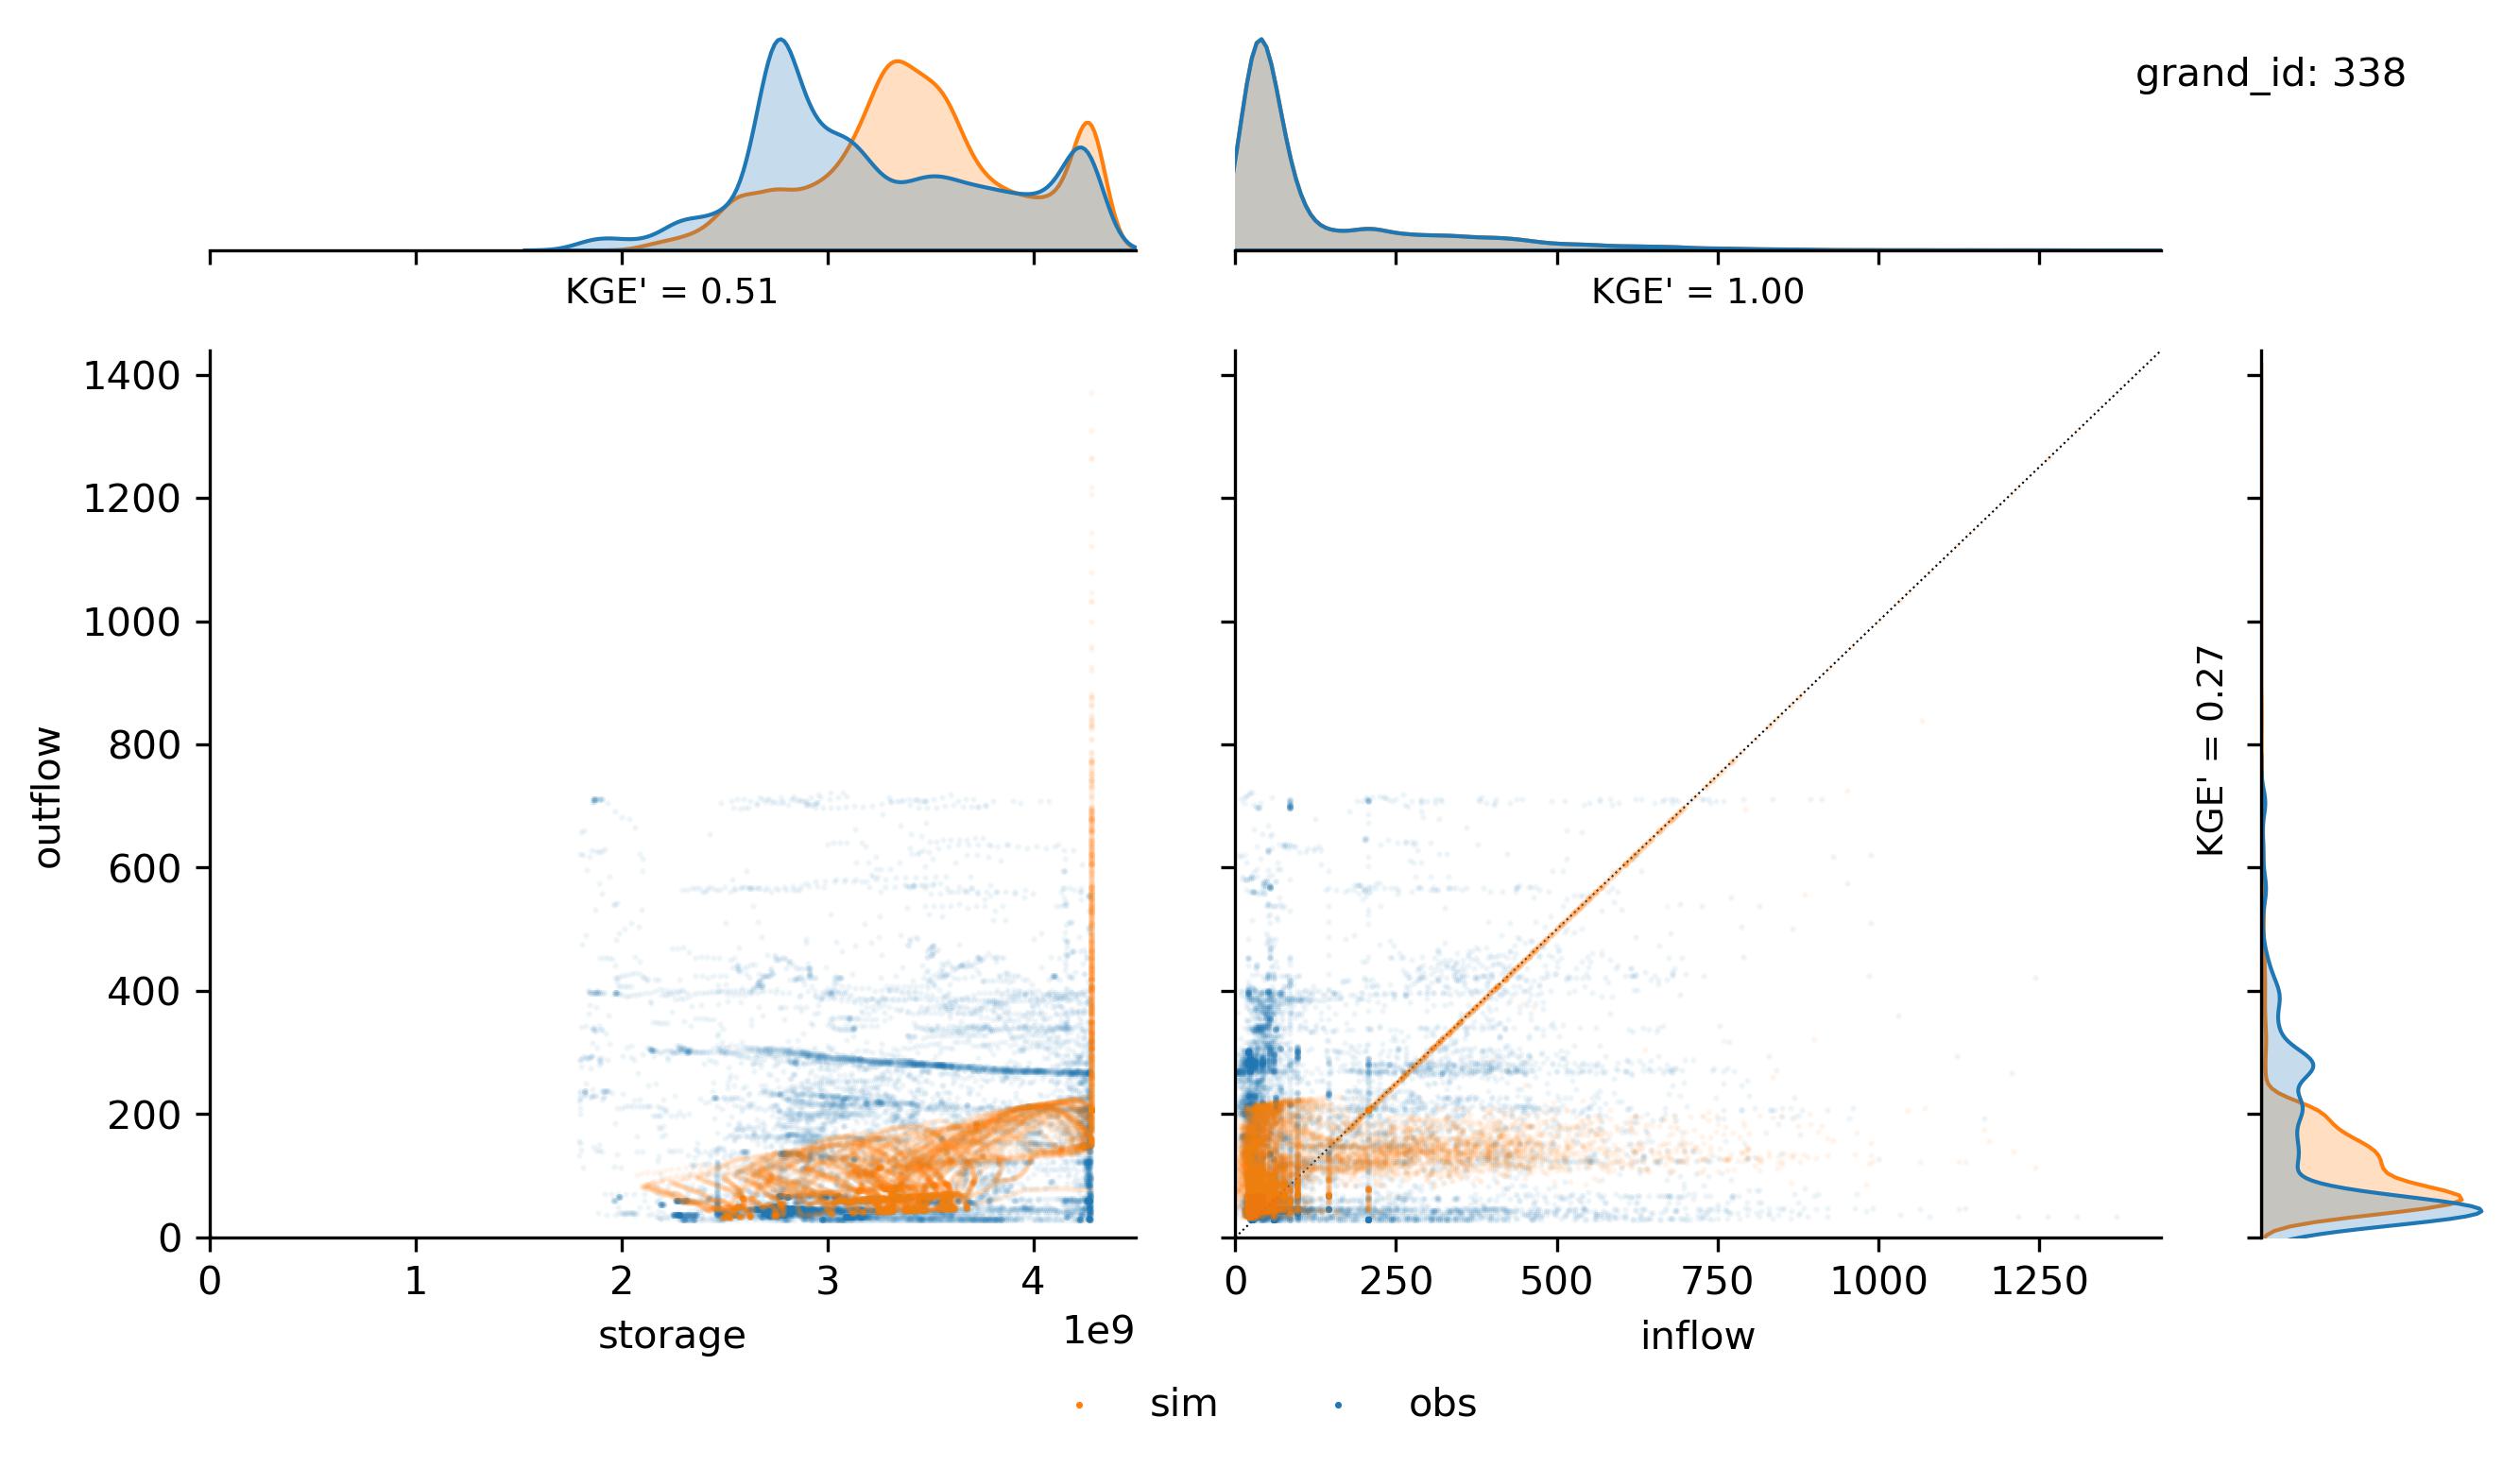 grand_id: 338
KGE' = 0.51
KGE' = 1.00
1400
1200
1000
800
600
400
200
0
outflow
KGE' = 0.27
0 1 2 3 4
0 250 500 750 1000 1250
1e9
storage
inflow
sim obs